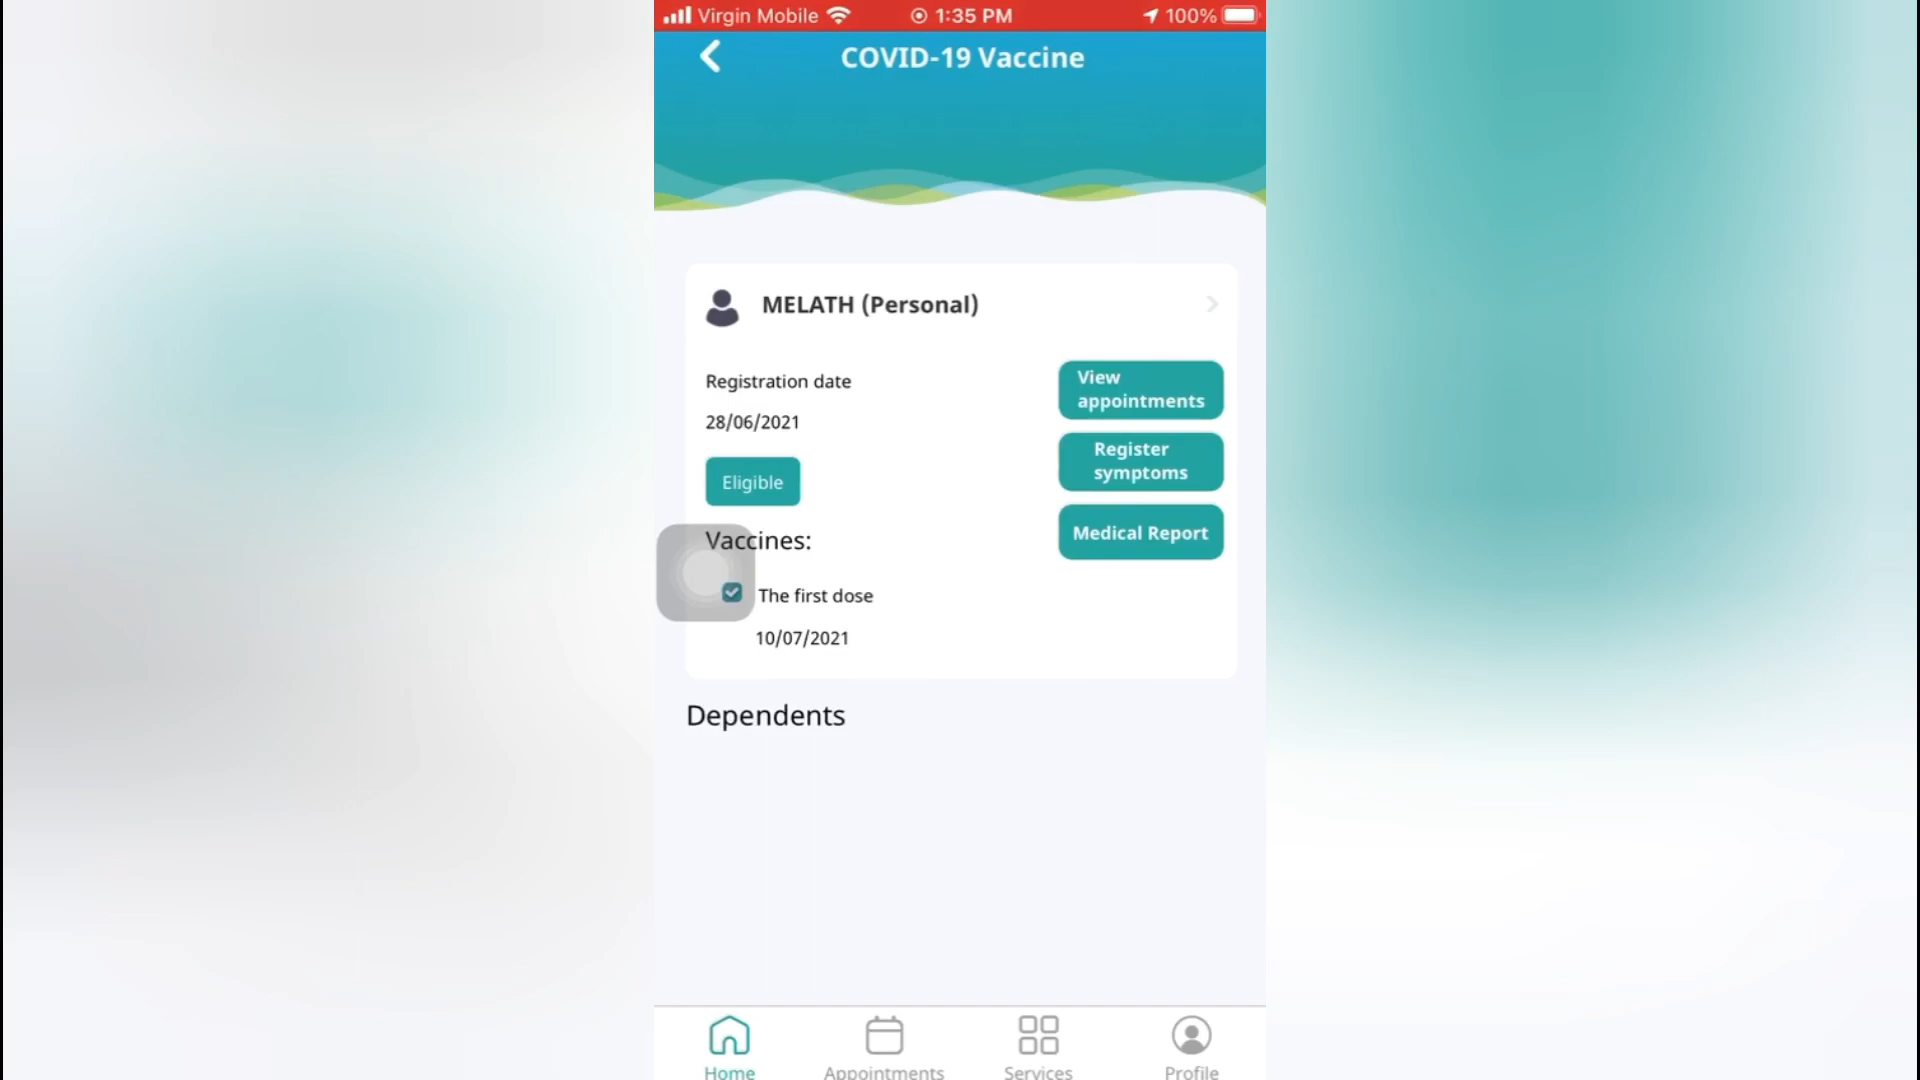 Virgin Mobile 1:35 PM 100%
COVID-19 Vaccine
MELATH (Personal)
Registration date
28/06/2021
Eligible
View
appointments
Register
symptoms
Medical Report
Vaccines:
The first dose
10/07/2021
Dependents
Home Appointments Services Profile